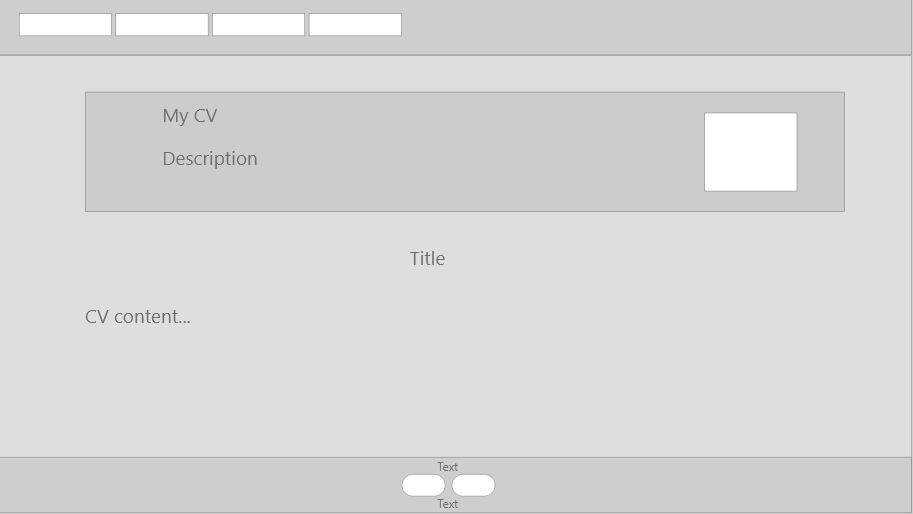 My CV
Description
Title
CV content...
Text
Text